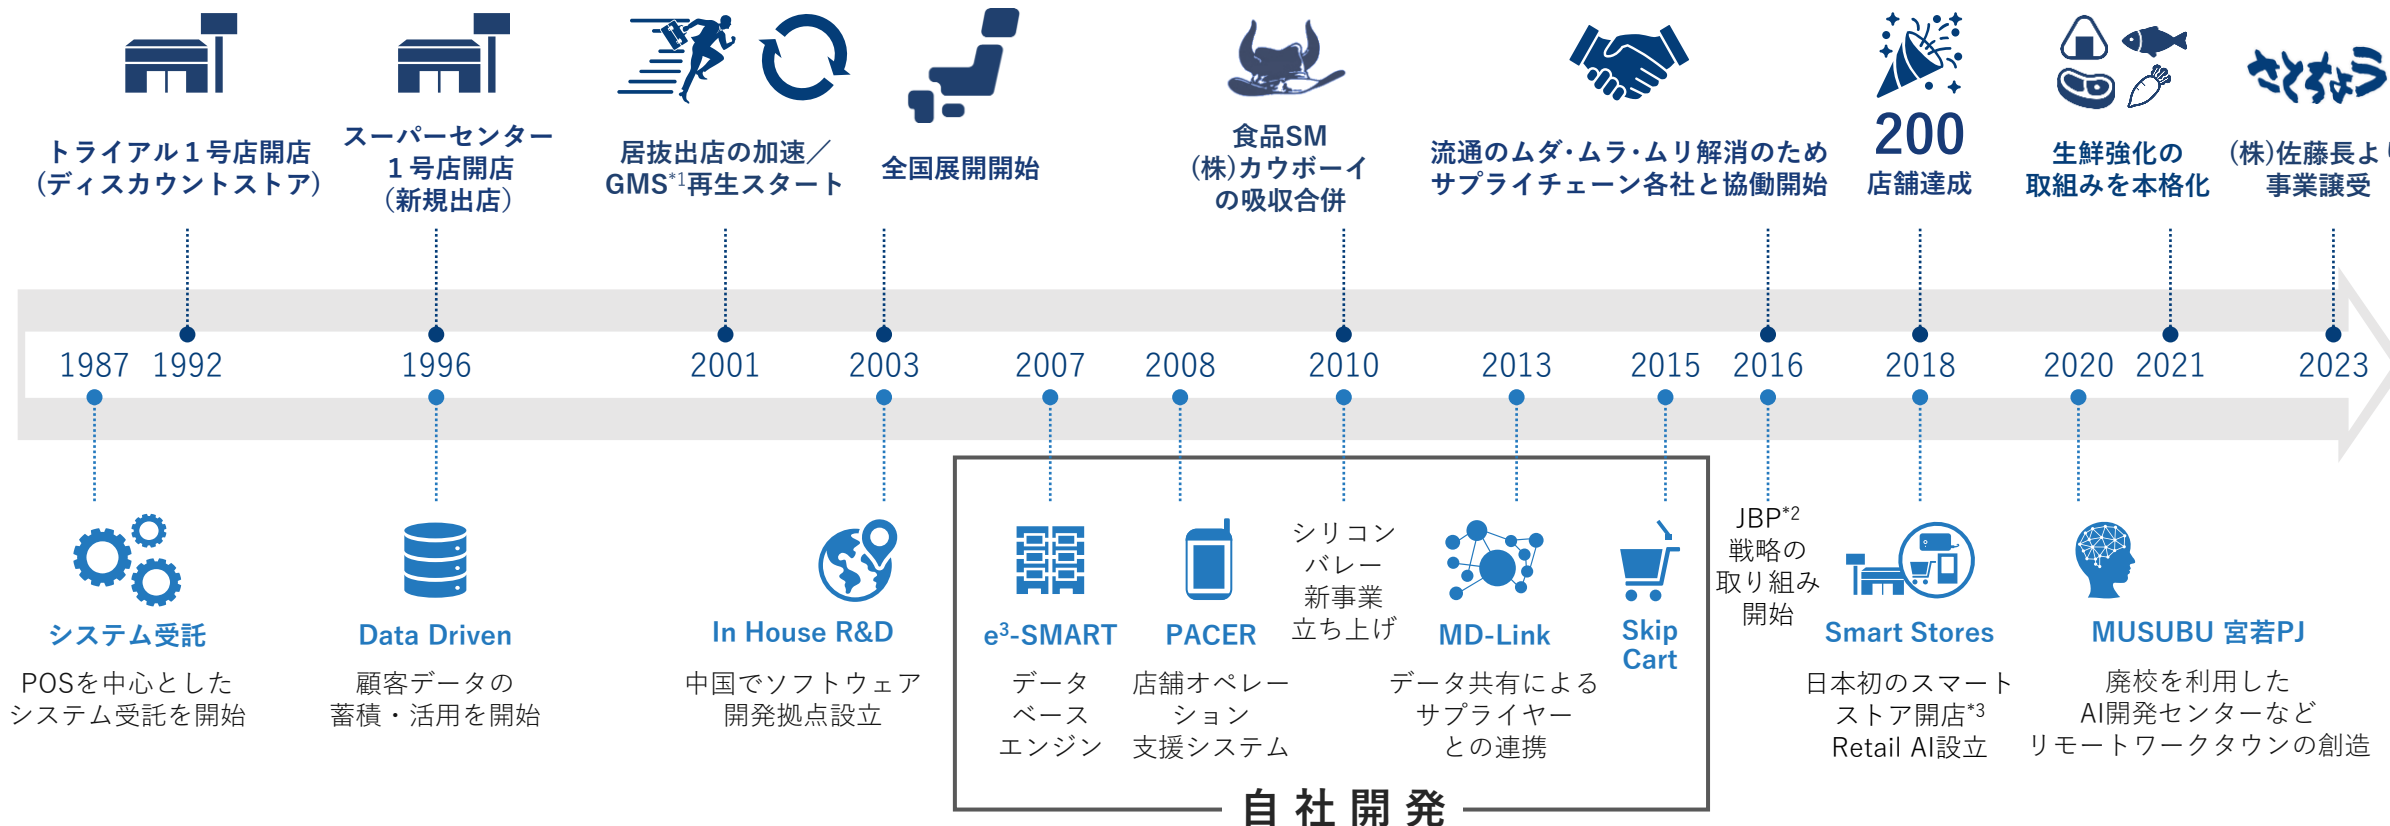 トライアル１号店開店
(ディスカウントストア)
スーパーセンター
１号店開店
(新規出店)
居抜出店の加速／
GMS*1再生スタート
全国展開開始
食品SM
(株)カウボーイ
の吸収合併
流通のムダ・ムラ・ムリ解消のため
サプライチェーン各社と協働開始
200
店舗達成
生鮮強化の
取組みを本格化
さとちょう
(株)佐藤長より
事業譲受
1987 1992 1996 2001 2003 2007 2008 2010 2013 2015 2016 2018 2020 2021 2023
システム受託
POSを中心とした
システム受託を開始
Data Driven
顧客データの
蓄積・活用を開始
In House R&D
中国でソフトウェア
開発拠点設立
e³-SMART
データ
ベース
エンジン
PACER
店舗オペレー
ション
支援システム
シリコン
バレー
新事業
立ち上げ
MD-Link
データ共有による
サプライヤー
との連携
Skip
Cart
自社開発
JBP*2
戦略の
取り組み
開始
Smart Stores
日本初のスマート
ストア開店*3
Retail AI設立
MUSUBU 宮若PJ
廃校を利用した
AI開発センターなど
リモートワークタウンの創造